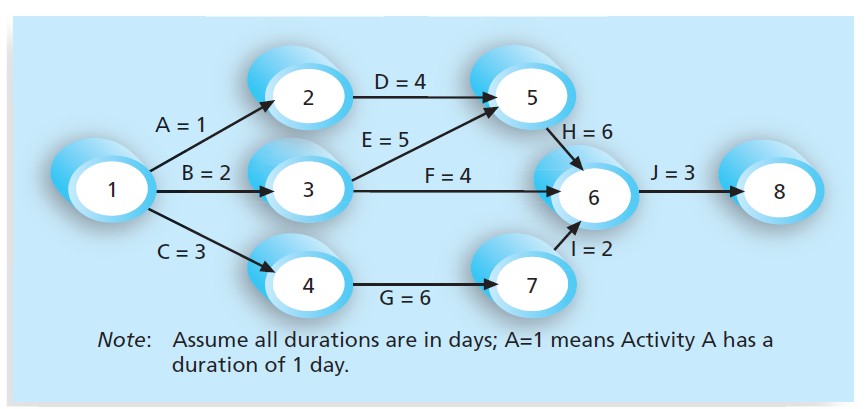 2
D = 4
5
A = 1
E = 5
H = 6
1
B = 2
3
F = 4
6
J = 3
8
C = 3
4
G = 6
7
I = 2
Note: Assume all durations are in days; A=1 means Activity A has a
duration of 1 day.